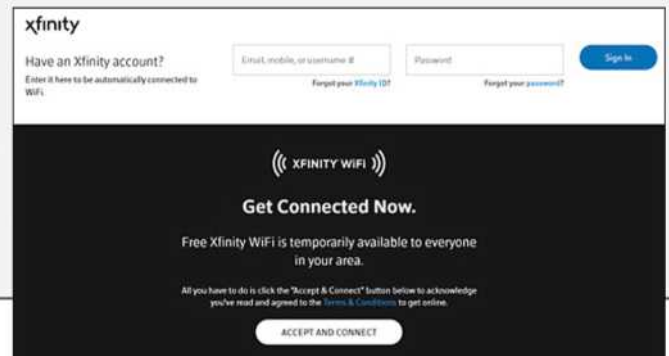 xfinity
Have an Xfinity account?
Enter it here to be automatically connected to
WiFi.
Email, mobile, or username #
Forgot your Xfinity ID?
Password
Forgot your password?
Sign In
XFINITY WiFi
Get Connected Now.
Free Xfinity WiFi is temporarily available to everyone
in your area.
All you have to do is click the "Accept & Connect" button below to acknowledge
you've read and agreed to the Terms & Conditions to get online.
ACCEPT AND CONNECT